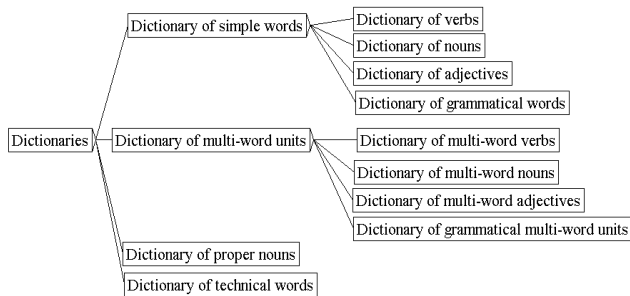 Dictionary of simple words
Dictionary of verbs
Dictionary of nouns
Dictionary of adjectives
Dictionary of grammatical words
Dictionaries
Dictionary of multi-word units
Dictionary of multi-word verbs
Dictionary of multi-word nouns
Dictionary of multi-word adjectives
Dictionary of grammatical multi-word units
Dictionary of proper nouns
Dictionary of technical words